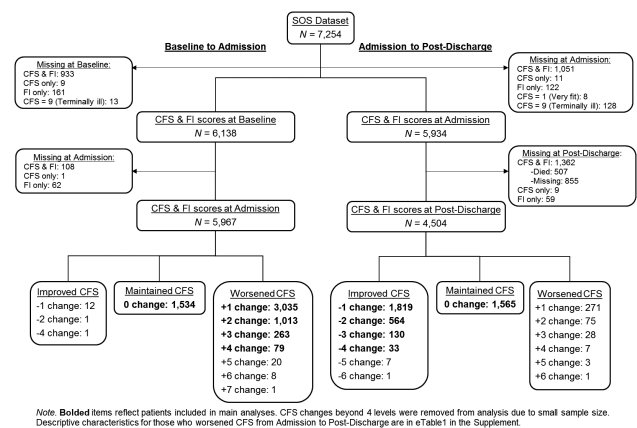 SOS Dataset
N = 7,254
Baseline to Admission
Admission to Post-Discharge
Missing at Baseline:
CFS & FI: 933
CFS only: 9
FI only: 161
CFS = 9 (Terminally ill): 13
Missing at Admission:
CFS & FI: 1,051
CFS only: 11
FI only: 122
CFS = 1 (Very fit): 8
CFS = 9 (Terminally ill): 128
CFS & FI scores at Baseline
N = 6,138
CFS & FI scores at Admission
N = 5,934
Missing at Admission:
CFS & FI: 108
CFS only: 1
FI only: 62
Missing at Post-Discharge:
CFS & FI: 1,362
-Died: 507
-Missing: 855
CFS only: 9
FI only: 59
CFS & FI scores at Admission
N = 5,967
CFS & FI scores at Post-Discharge
N = 4,504
Improved CFS
-1 change: 12
-2 change: 1
-4 change: 1
Maintained CFS
0 change: 1,534
Worsened CFS
+1 change: 3,035
+2 change: 1,013
+3 change: 263
+4 change: 79
+5 change: 20
+6 change: 8
+7 change: 1
Improved CFS
-1 change: 1,819
-2 change: 564
-3 change: 130
-4 change: 33
-5 change: 7
-6 change: 1
Maintained CFS
0 change: 1,565
Worsened CFS
+1 change: 271
+2 change: 75
+3 change: 28
+4 change: 7
+5 change: 3
+6 change: 1
Note. Bolded items reflect patients included in main analyses. CFS changes beyond 4 levels were removed from analysis due to small sample size.
Descriptive characteristics for those who worsened CFS from Admission to Post-Discharge are in eTable1 in the Supplement.